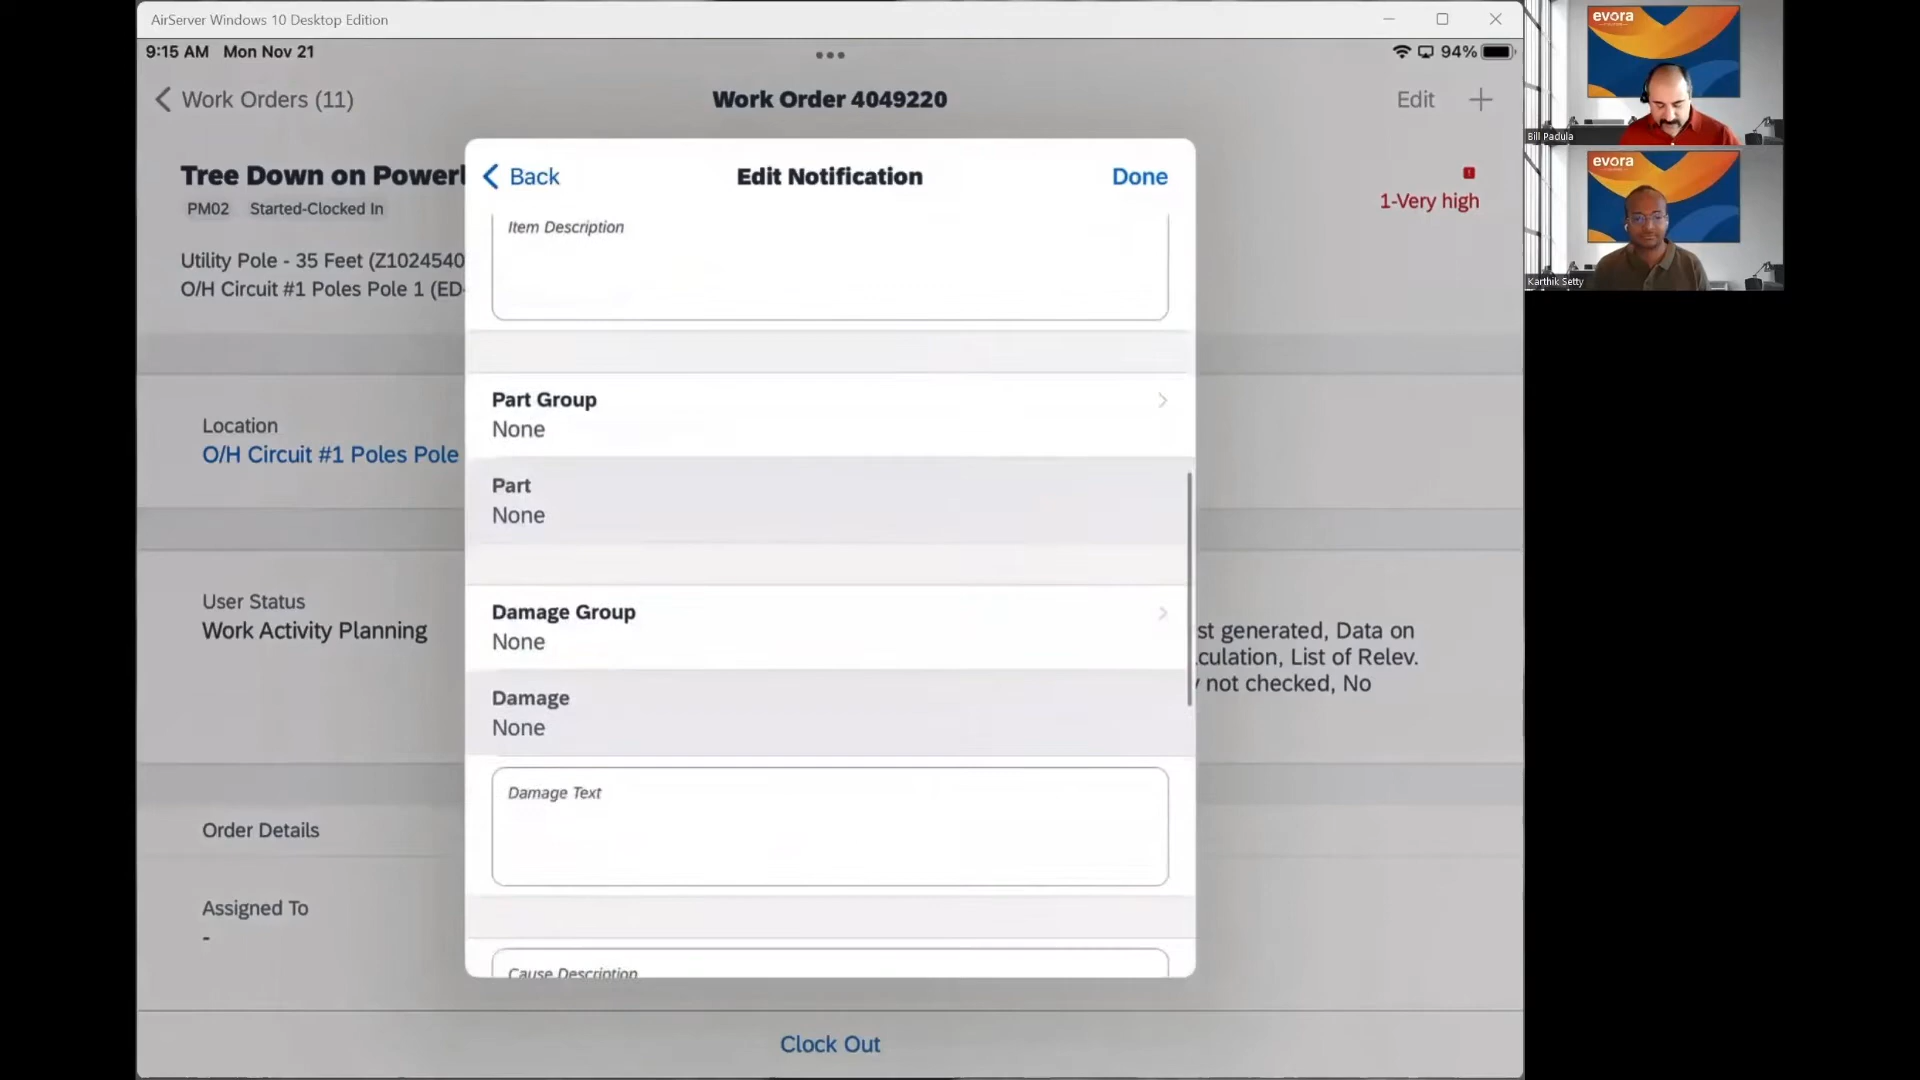 AirServer Windows 10 Desktop Edition
9:15 AM Mon Nov 21
94%
Work Orders (11)
Work Order 4049220
Edit
Tree Down on Powerl
PM02 Started-Clocked In
1-Very high
Utility Pole - 35 Feet (Z1024540
O/H Circuit #1 Poles Pole 1 (ED-
Back
Edit Notification
Done
Item Description
Part Group
None
Part
None
Damage Group
None
Damage
None
Damage Text
Cause Description
Location
O/H Circuit #1 Poles Pole
User Status
Work Activity Planning
st generated, Data on
culation, List of Relev.
not checked, No
Order Details
Assigned To
-
Clock Out
evora
Bill Padula
evora
Karthik Setty